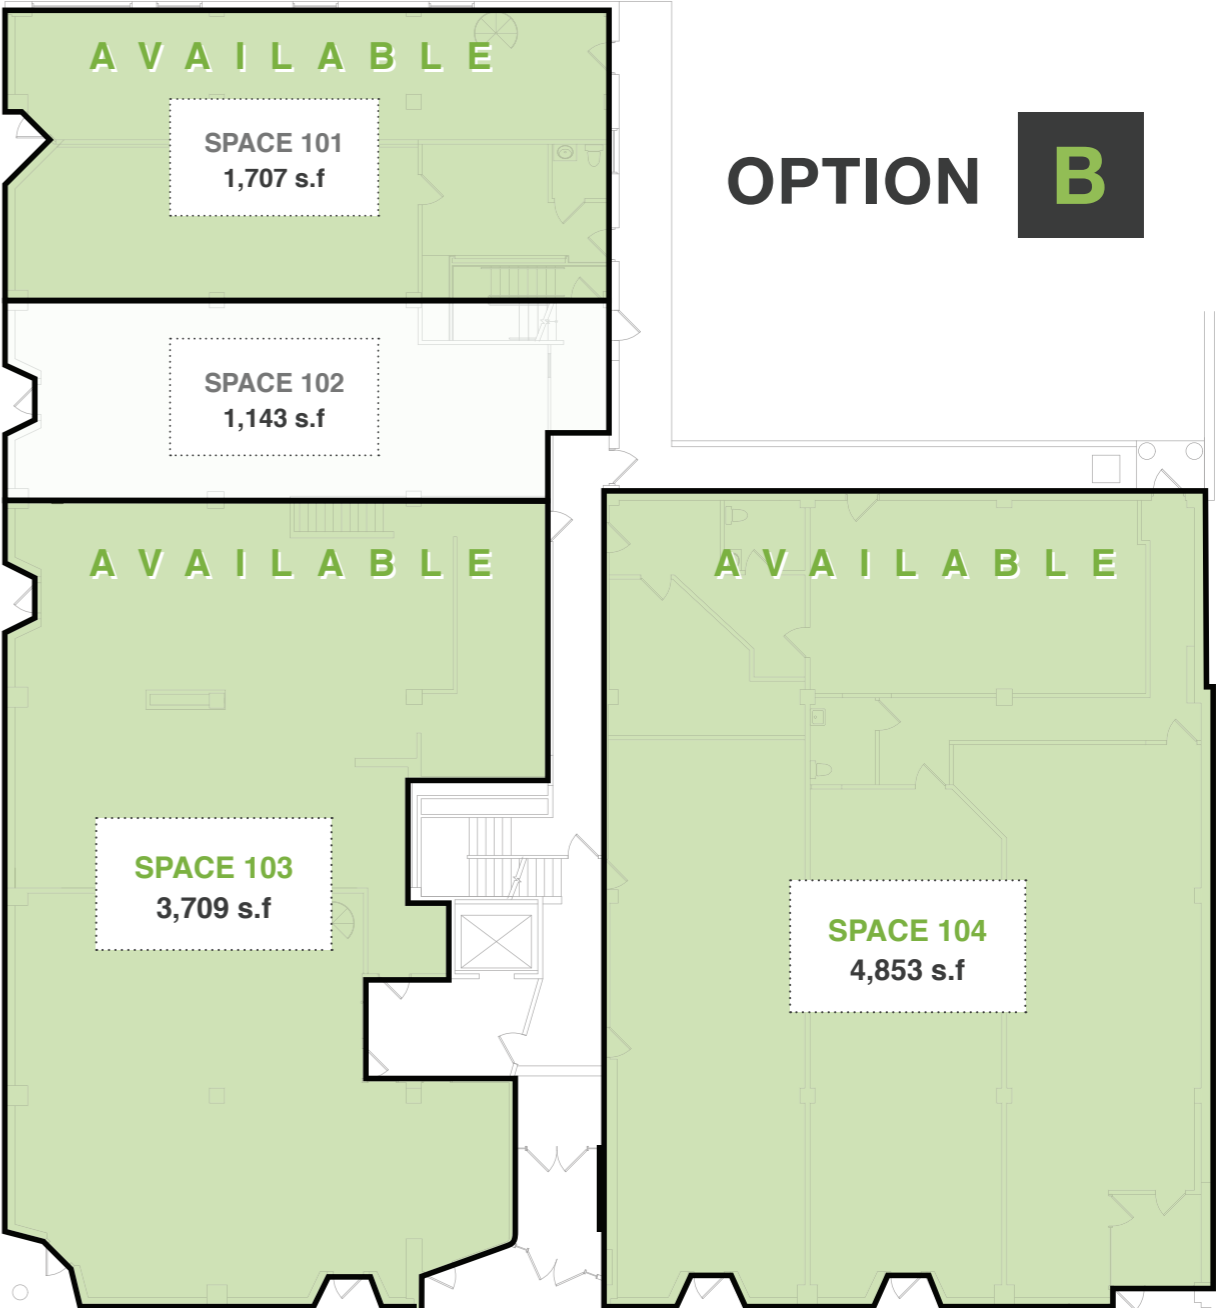 AVAILABLE
SPACE 101
1,707 s.f
OPTION B
SPACE 102
1,143 s.f
AVAILABLE
AVAILABLE
SPACE 103
3,709 s.f
SPACE 104
4,853 s.f